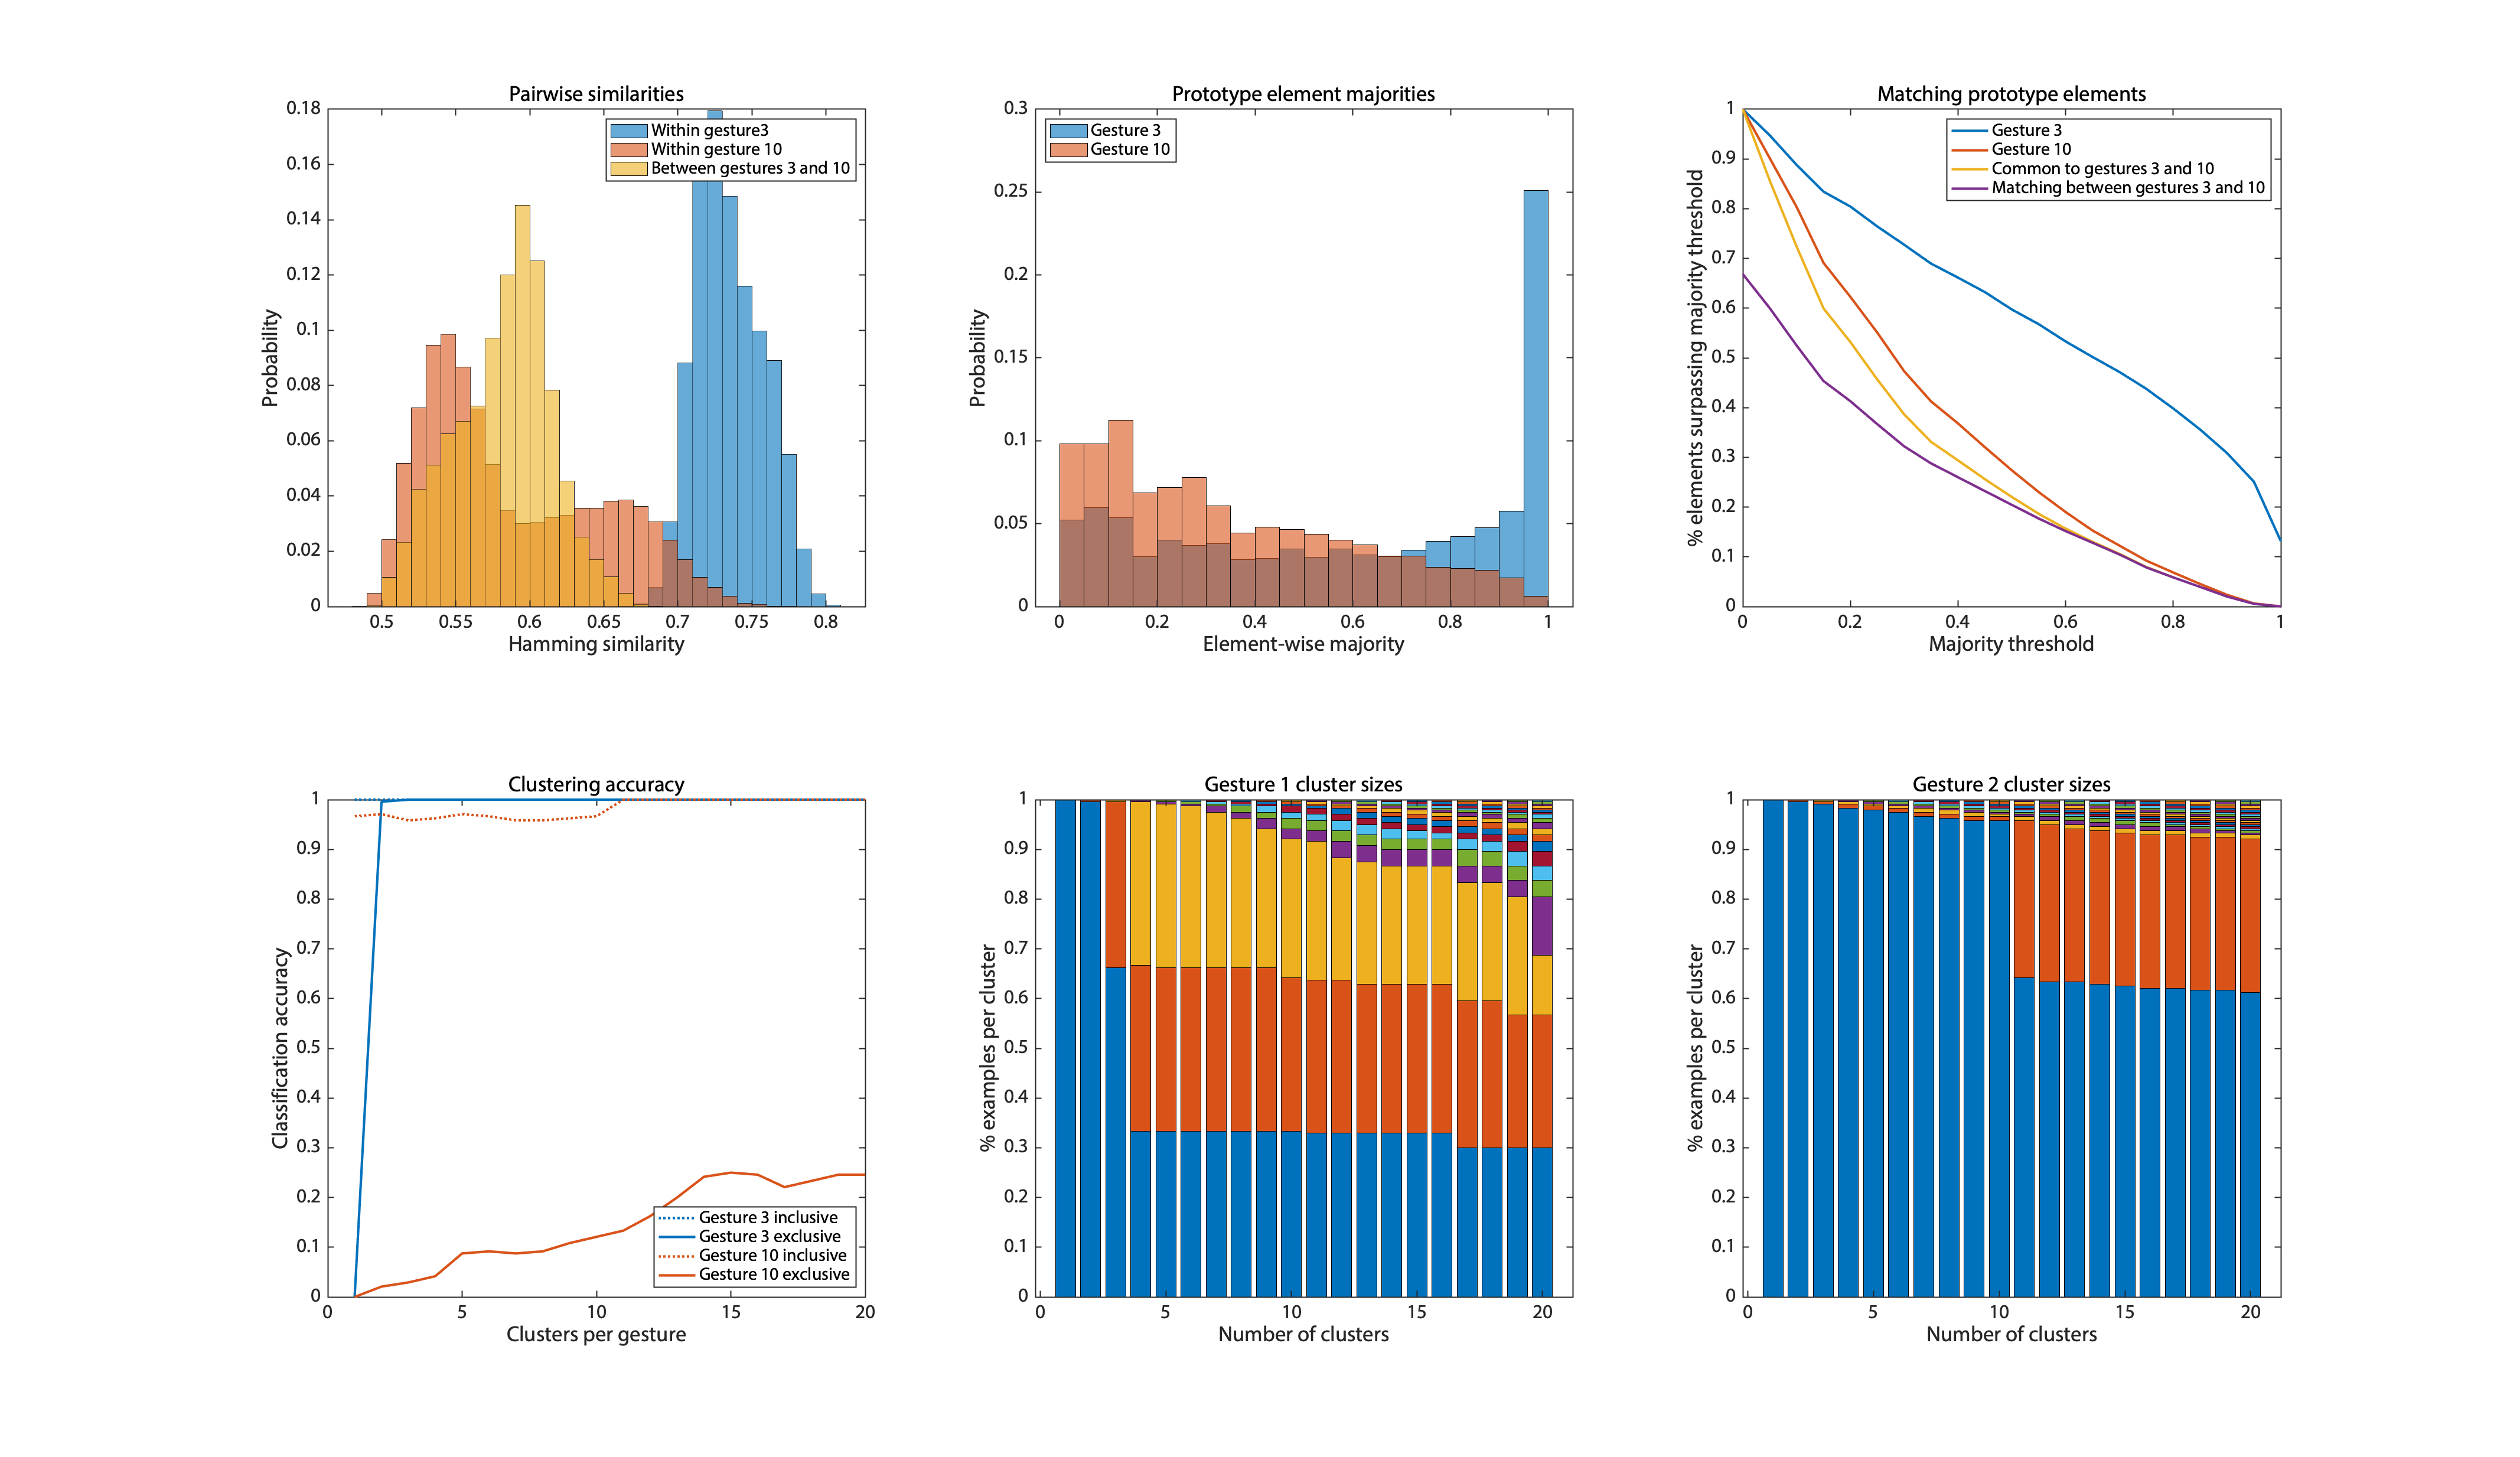 Pairwise similarities
0.18
0.16
0.14
0.12
0.1
0.08
0.06
0.04
0.02
0
Probability
Within gesture3
Within gesture 10
Between gestures 3 and 10
0.5 0.55 0.6 0.65 0.7 0.75 0.8
Hamming similarity
Prototype element majorities
0.3
0.25
0.2
0.15
0.1
0.05
0
Probability
Gesture 3
Gesture 10
0 0.2 0.4 0.6 0.8 1
Element-wise majority
Matching prototype elements
1
0.9
0.8
0.7
0.6
0.5
0.4
0.3
0.2
0.1
0
% elements surpassing majority threshold
Gesture 3
Gesture 10
Common to gestures 3 and 10
Matching between gestures 3 and 10
0 0.2 0.4 0.6 0.8 1
Majority threshold
Clustering accuracy
1
0.9
0.8
0.7
0.6
0.5
0.4
0.3
0.2
0.1
0
Classification accuracy
Gesture 3 inclusive
Gesture 3 exclusive
Gesture 10 inclusive
Gesture 10 exclusive
0 5 10 15 20
Clusters per gesture
Gesture 1 cluster sizes
1
0.9
0.8
0.7
0.6
0.5
0.4
0.3
0.2
0.1
0
% examples per cluster
0 5 10 15 20
Number of clusters
Gesture 2 cluster sizes
1
0.9
0.8
0.7
0.6
0.5
0.4
0.3
0.2
0.1
0
% examples per cluster
0 5 10 15 20
Number of clusters